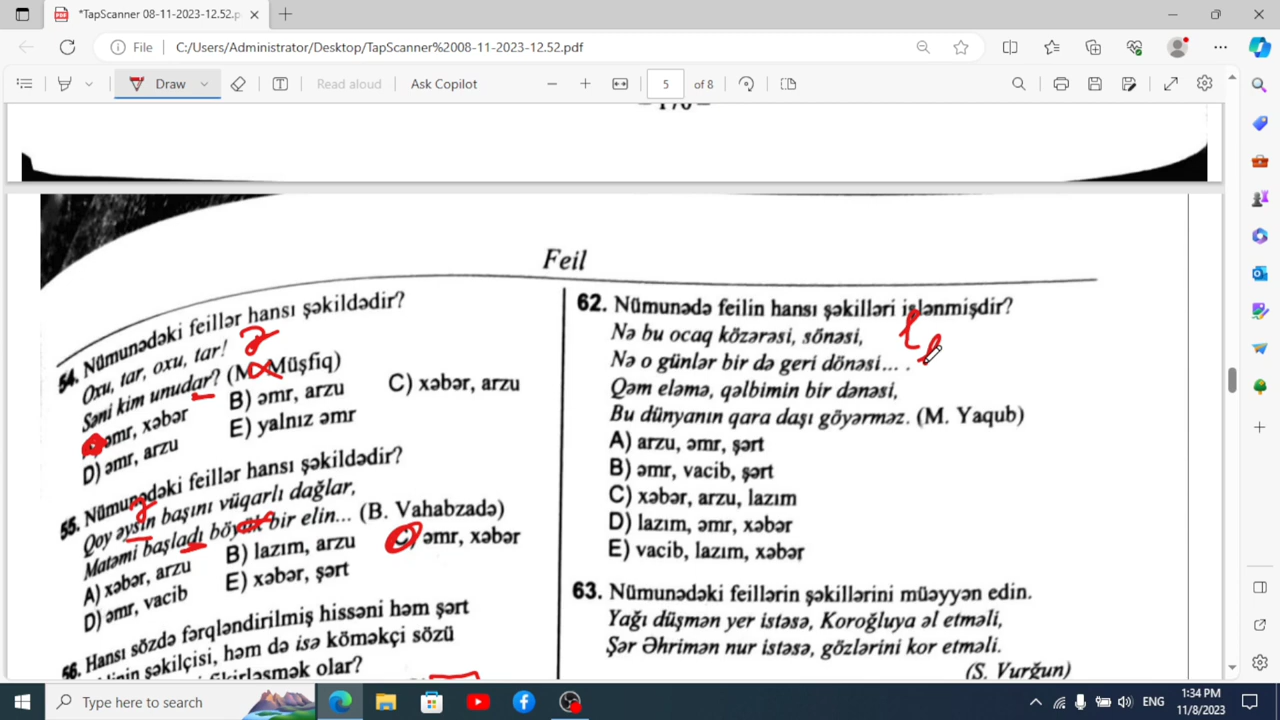 *TapScanner 08-11-2023-12.52.p
File
C:/Users/Administrator/Desktop/TapScanner%2008-11-2023-12.52.pdf
Draw
Read aloud
Ask Copilot
5
of 8
Feil
54. Nümunədəki feillər hansı şəkildədir?
Oxu, tar, oxu, tar!
Səni kim unudar? (M. Müşfiq)
əmr, xəbər
B) əmr, arzu
C) xəbər, arzu
D) əmr, arzu
E) yalnız əmr
55. Nümunədəki feillər hansı şəkildədir?
Qoy əysin başını vüqarlı dağlar,
Matəmi başladı böyük bir elin... (B. Vahabzadə)
A) xəbər, arzu
B) lazım, arzu
C) əmr, xəbər
D) əmr, vacib
E) xəbər, şərt
56. Hansı sözdə fərqləndirilmiş hissəni həm şərt
şəkilçisi, həm də isə köməkçi sözü
olar?
62. Nümunədə feilin hansı şəkilləri işlənmişdir?
Nə bu ocaq közərəsi, sönəsi,
Nə o günlər bir də geri dönəsi... .
Qəm eləmə, qəlbimin bir dənəsi,
Bu dünyanın qara daşı göyərməz. (M. Yaqub)
A) arzu, əmr, şərt
B) əmr, vacib, şərt
C) xəbər, arzu, lazım
D) lazım, əmr, xəbər
E) vacib, lazım, xəbər
63. Nümunədəki feillərin şəkillərini müəyyən edin.
Yağı düşmən yer istəsə, Koroğluya əl etməli,
Şər Əhrimən nur istəsə, gözlərini kor etməli.
(S. Vurğun)
Type here to search
ENG
1:34 PM
11/8/2023